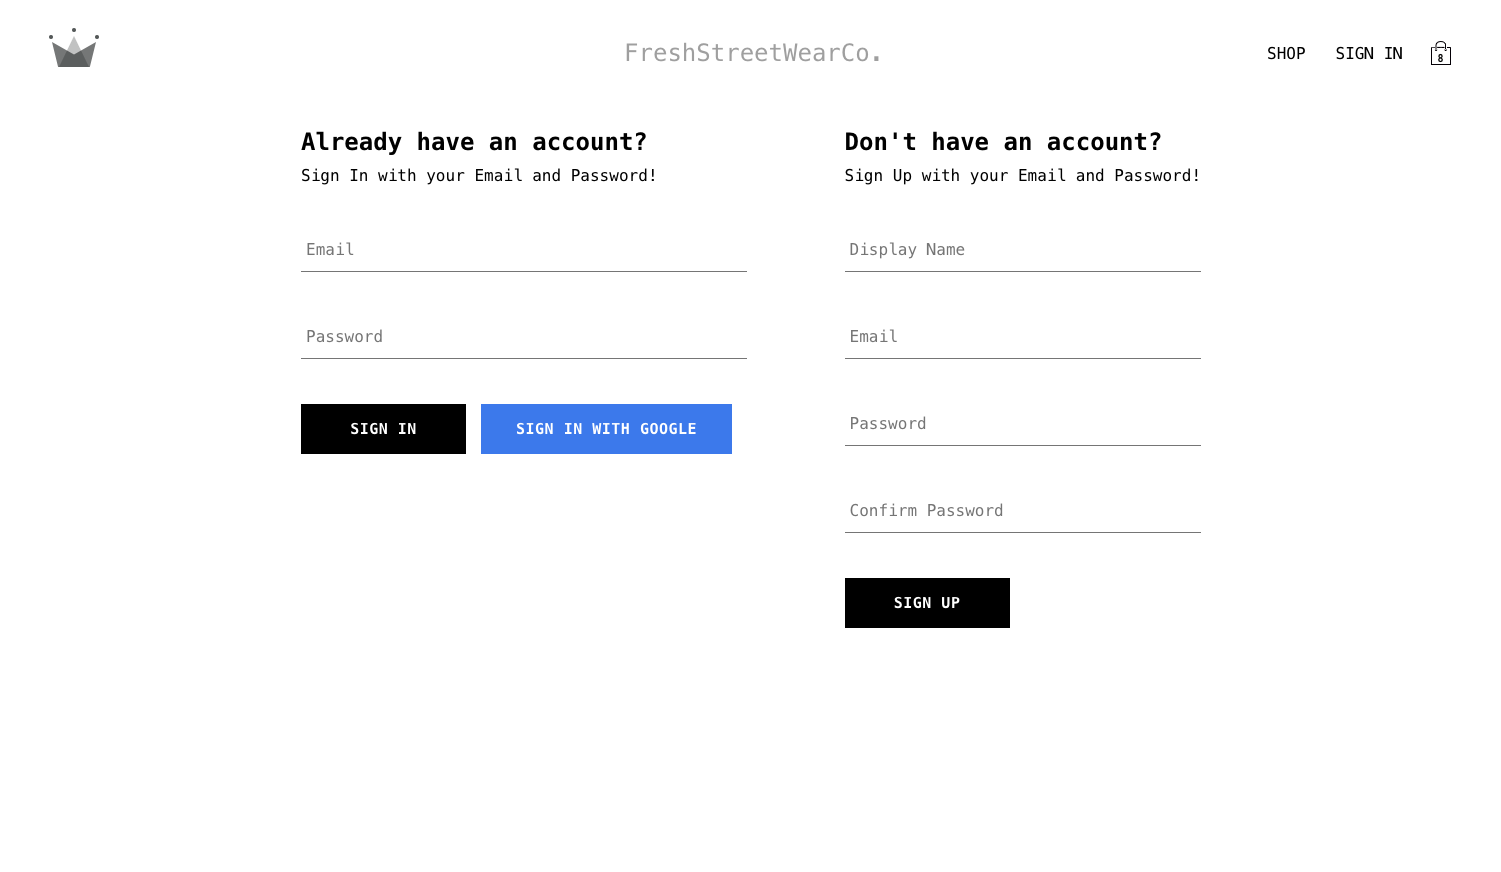 FreshStreetWearCo.
SHOP
SIGN IN
8
Already have an account?
Sign In with your Email and Password!
Email
Password
SIGN IN
SIGN IN WITH GOOGLE
Don't have an account?
Sign Up with your Email and Password!
Display Name
Email
Password
Confirm Password
SIGN UP